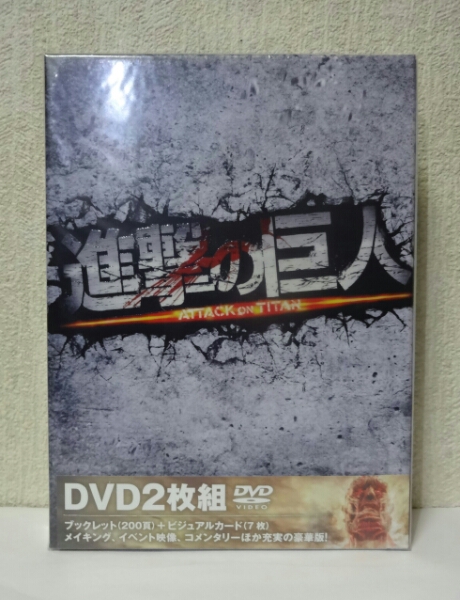 進撃の巨人
ATTACK ON TITAN
DVD2枚組 DVD VIDEO
ブックレット(200頁)+ビジュアルカード(7枚)
メイキング、イベント映像、コメンタリーほか充実の豪華版!